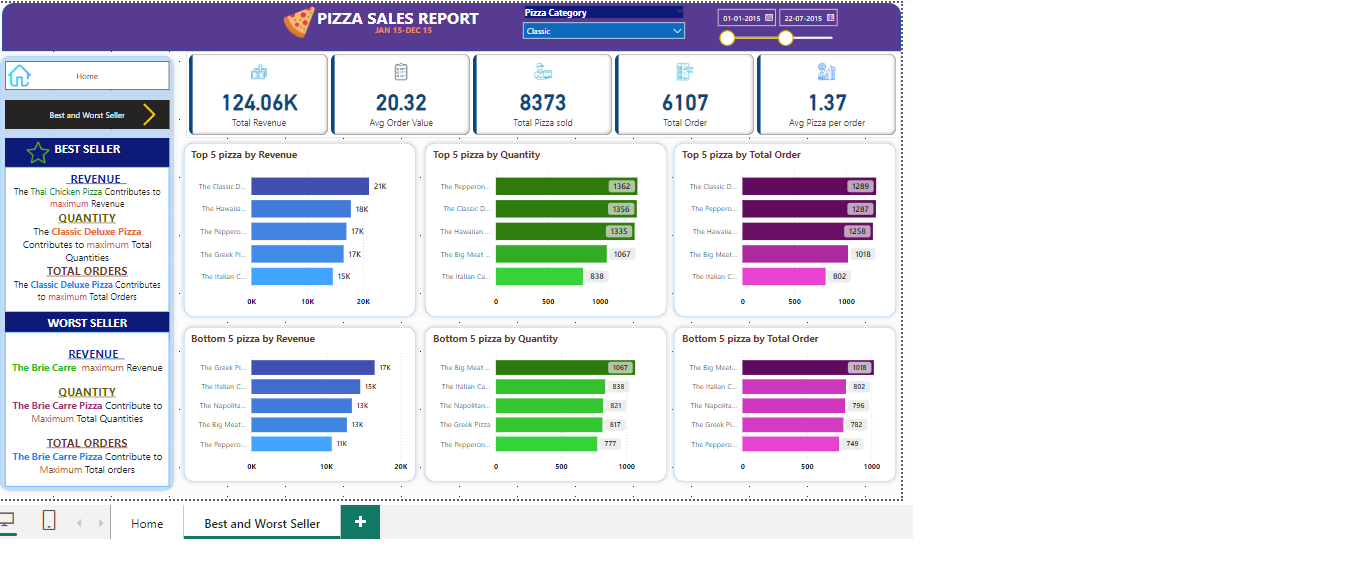 PIZZA SALES REPORT
JAN 15-DEC 15
Pizza Category
Classic
01-01-2015
22-07-2015
Home
Best and Worst Seller
BEST SELLER
REVENUE
The Thai Chicken Pizza Contributes to
maximum Revenue
QUANTITY
The Classic Deluxe Pizza
Contributes to maximum Total
Quantities
TOTAL ORDERS
The Classic Deluxe Pizza Contributes
to maximum Total Orders
WORST SELLER
REVENUE
The Brie Carre maximum Revenue
QUANTITY
The Brie Carre Pizza Contribute to
Maximum Total Quantities
TOTAL ORDERS
The Brie Carre Pizza Contribute to
Maximum Total orders
124.06K
Total Revenue
20.32
Avg Order Value
8373
Total Pizza sold
6107
Total Order
1.37
Avg Pizza per order
Top 5 pizza by Revenue
The Classic D... 21K
The Hawaiia... 18K
The Peppero... 17K
The Greek Pi... 17K
The Italian C... 15K
0K 10K 20K
Top 5 pizza by Quantity
The Pepperon... 1362
The Classic D... 1356
The Hawaiian ... 1335
The Big Meat ... 1067
The Italian Ca... 838
0 500 1000
Top 5 pizza by Total Order
The Classic D... 1289
The Peppero... 1287
The Hawaiia... 1258
The Big Meat... 1018
The Italian C... 802
0 500 1000
Bottom 5 pizza by Revenue
The Greek Pi... 17K
The Italian C... 15K
The Napolita... 13K
The Big Meat... 13K
The Peppero... 11K
0K 10K 20K
Bottom 5 pizza by Quantity
The Big Meat ... 1067
The Italian Ca... 838
The Napolitan... 821
The Greek Pizza 817
The Pepperon... 777
0 500 1000
Bottom 5 pizza by Total Order
The Big Meat... 1018
The Italian C... 802
The Napolita... 796
The Greek Pi... 782
The Peppero... 749
0 500 1000
Home
Best and Worst Seller
+